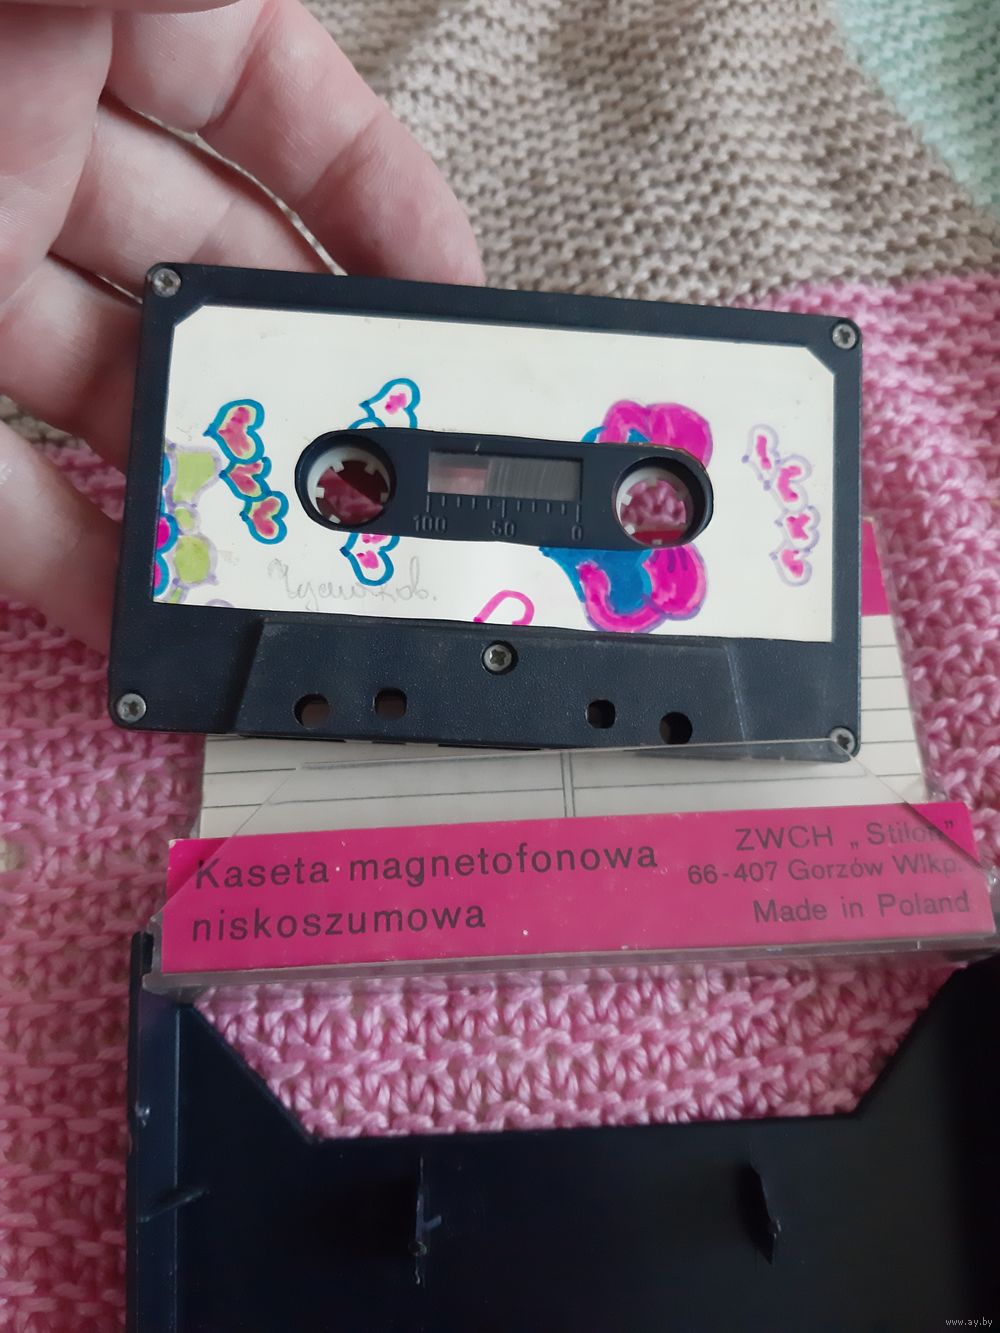 100 50 0
Kaseta magnetofonowa
niskoszumowa
ZWCH „Stilon”
66-407 Gorzów Wlkp.
Made in Poland
www.ay.by